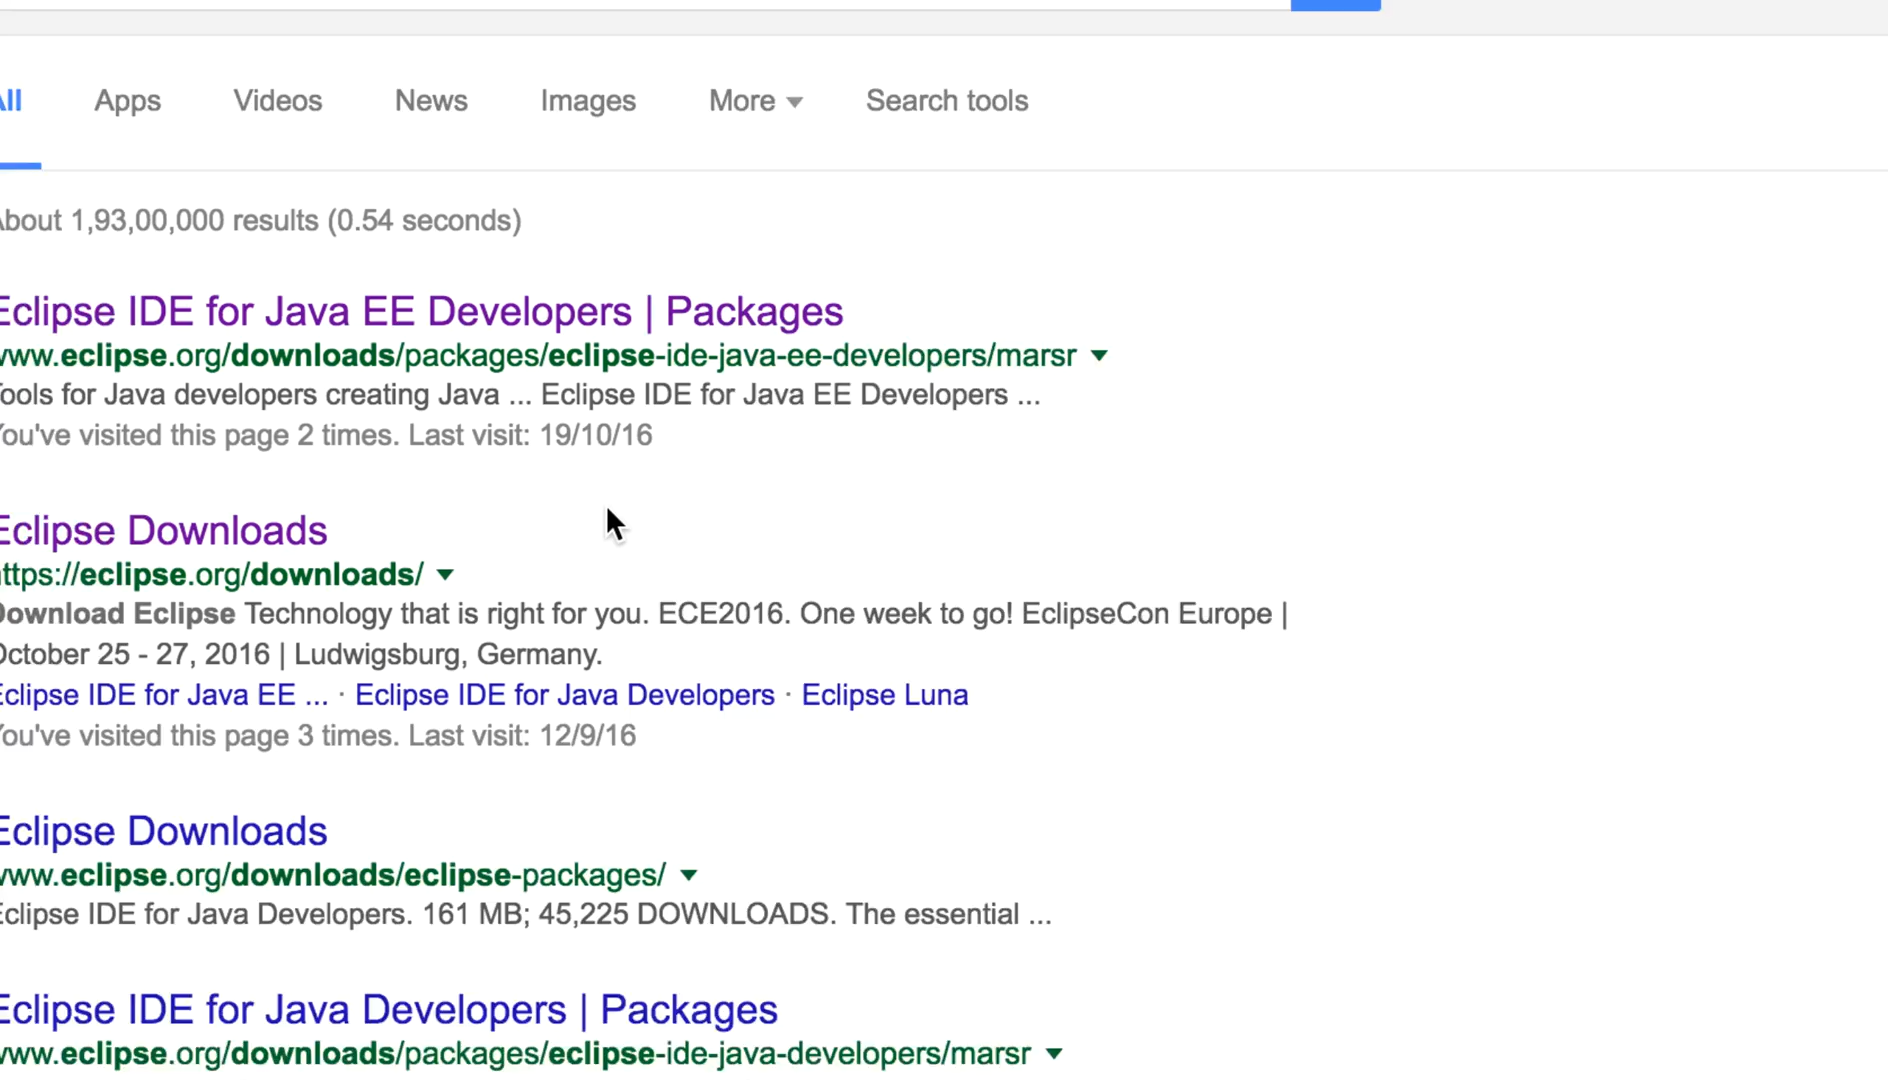 All Apps Videos News Images More Search tools
About 1,93,00,000 results (0.54 seconds)
Eclipse IDE for Java EE Developers | Packages
www.eclipse.org/downloads/packages/eclipse-ide-java-ee-developers/marsr
Tools for Java developers creating Java ... Eclipse IDE for Java EE Developers ...
You've visited this page 2 times. Last visit: 19/10/16
Eclipse Downloads
https://eclipse.org/downloads/
Download Eclipse Technology that is right for you. ECE2016. One week to go! EclipseCon Europe |
October 25 - 27, 2016 | Ludwigsburg, Germany.
Eclipse IDE for Java EE ... · Eclipse IDE for Java Developers · Eclipse Luna
You've visited this page 3 times. Last visit: 12/9/16
Eclipse Downloads
www.eclipse.org/downloads/eclipse-packages/
Eclipse IDE for Java Developers. 161 MB; 45,225 DOWNLOADS. The essential ...
Eclipse IDE for Java Developers | Packages
www.eclipse.org/downloads/packages/eclipse-ide-java-developers/marsr